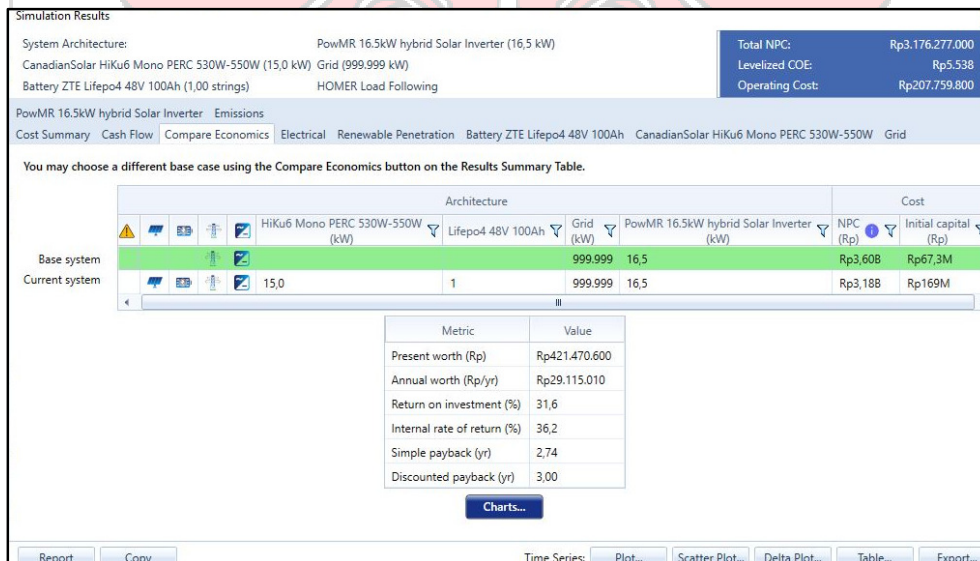 Simulation Results
System Architecture: PowMR 16.5kW hybrid Solar Inverter (16,5 kW)
CanadianSolar HiKu6 Mono PERC 530W-550W (15,0 kW) Grid (999.999 kW)
Battery ZTE Lifepo4 48V 100Ah (1,00 strings) HOMER Load Following
Total NPC: Rp3.176.277.000
Levelized COE: Rp5.538
Operating Cost: Rp207.759.800
PowMR 16.5kW hybrid Solar Inverter Emissions
Cost Summary Cash Flow Compare Economics Electrical Renewable Penetration Battery ZTE Lifepo4 48V 100Ah CanadianSolar HiKu6 Mono PERC 530W-550W Grid
You may choose a different base case using the Compare Economics button on the Results Summary Table.
Architecture Cost
HiKu6 Mono PERC 530W-550W (kW) Lifepo4 48V 100Ah Grid (kW) PowMR 16.5kW hybrid Solar Inverter (kW) NPC (Rp) Initial capital (Rp)
Base system 999.999 16,5 Rp3,60B Rp67,3M
Current system 15,0 1 999.999 16,5 Rp3,18B Rp169M
Metric Value
Present worth (Rp) Rp421.470.600
Annual worth (Rp/yr) Rp29.115.010
Return on investment (%) 31,6
Internal rate of return (%) 36,2
Simple payback (yr) 2,74
Discounted payback (yr) 3,00
Charts...
Report Copy Time Series: Plot... Scatter Plot... Delta Plot... Table... Export...